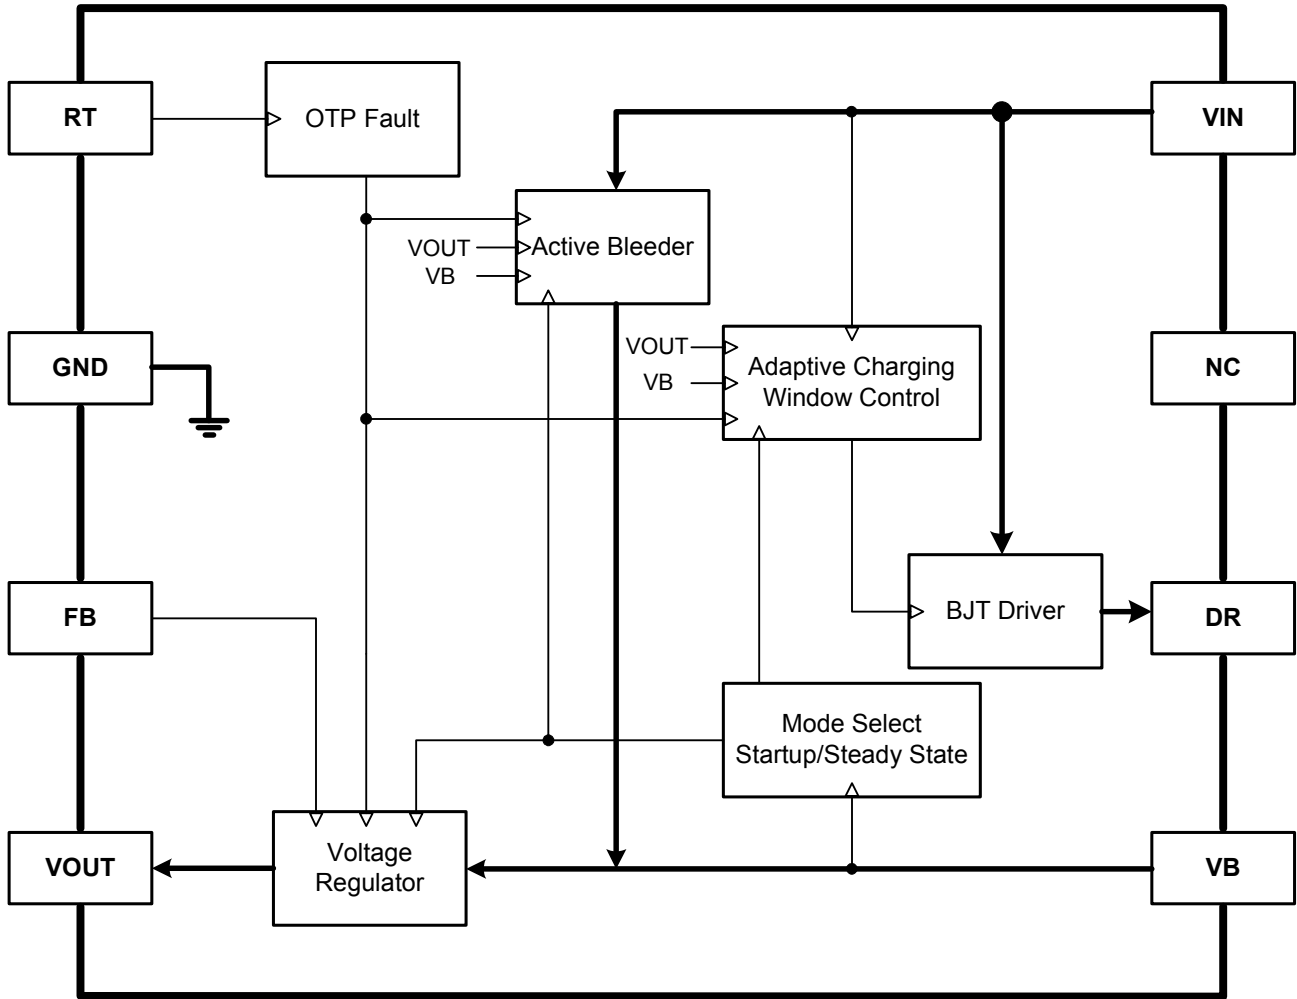 RT
OTP Fault
VIN
VOUT
VB
Active Bleeder
GND
VOUT
VB
Adaptive Charging
Window Control
NC
FB
BJT Driver
DR
Mode Select
Startup/Steady State
VOUT
Voltage
Regulator
VB